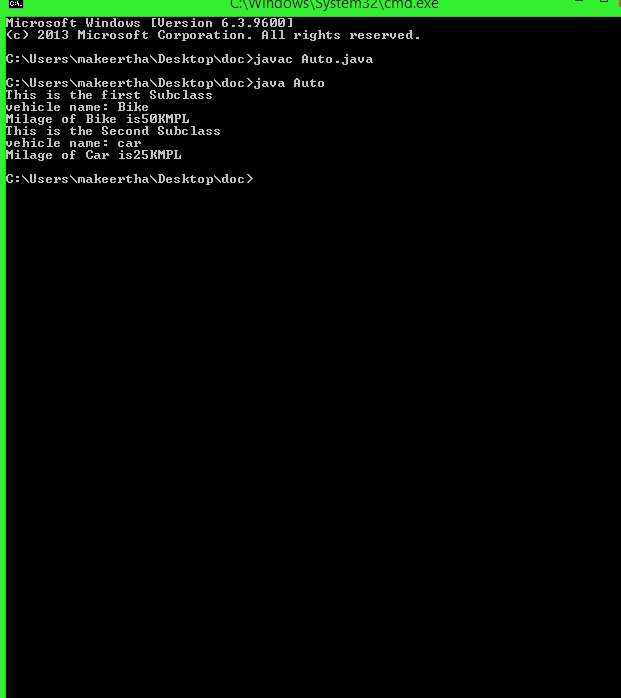 C:\Windows\System32\cmd.exe
Microsoft Windows [Version 6.3.9600]
(c) 2013 Microsoft Corporation. All rights reserved.
C:\Users\makeertha\Desktop\doc>javac Auto.java
C:\Users\makeertha\Desktop\doc>java Auto
This is the first Subclass
vehicle name: Bike
Milage of Bike is50KMPL
This is the Second Subclass
vehicle name: car
Milage of Car is25KMPL
C:\Users\makeertha\Desktop\doc>